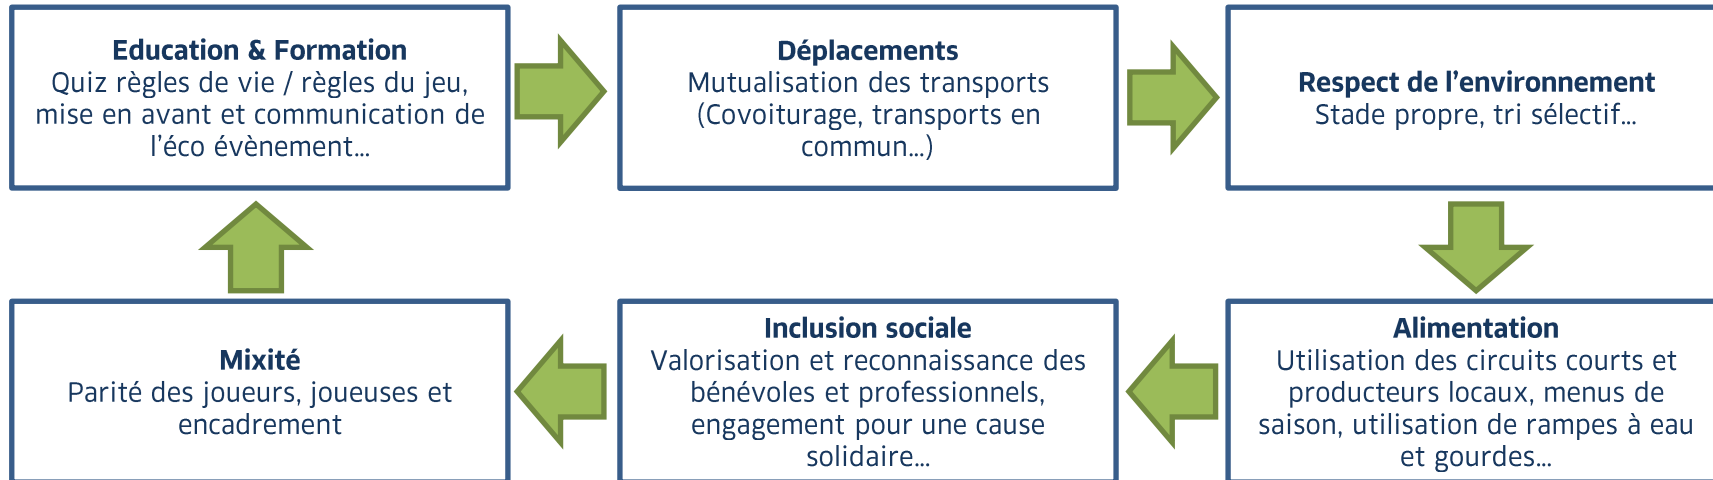 Education & Formation
Quiz règles de vie / règles du jeu,
mise en avant et communication de
l'éco évènement...
Déplacements
Mutualisation des transports
(Covoiturage, transports en
commun...)
Respect de l'environnement
Stade propre, tri sélectif...
Mixité
Parité des joueurs, joueuses et
encadrement
Inclusion sociale
Valorisation et reconnaissance des
bénévoles et professionnels,
engagement pour une cause
solidaire...
Alimentation
Utilisation des circuits courts et
producteurs locaux, menus de
saison, utilisation de rampes à eau
et gourdes...